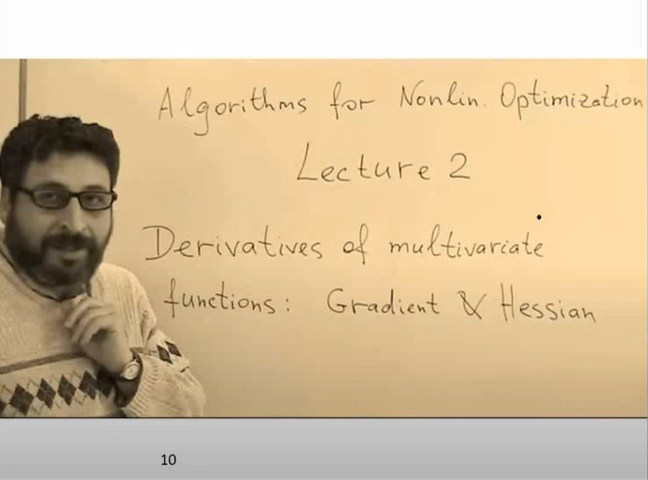 Algorithms for Nonlin. Optimization
Lecture 2
Derivatives of multivariate
functions: Gradient & Hessian
10